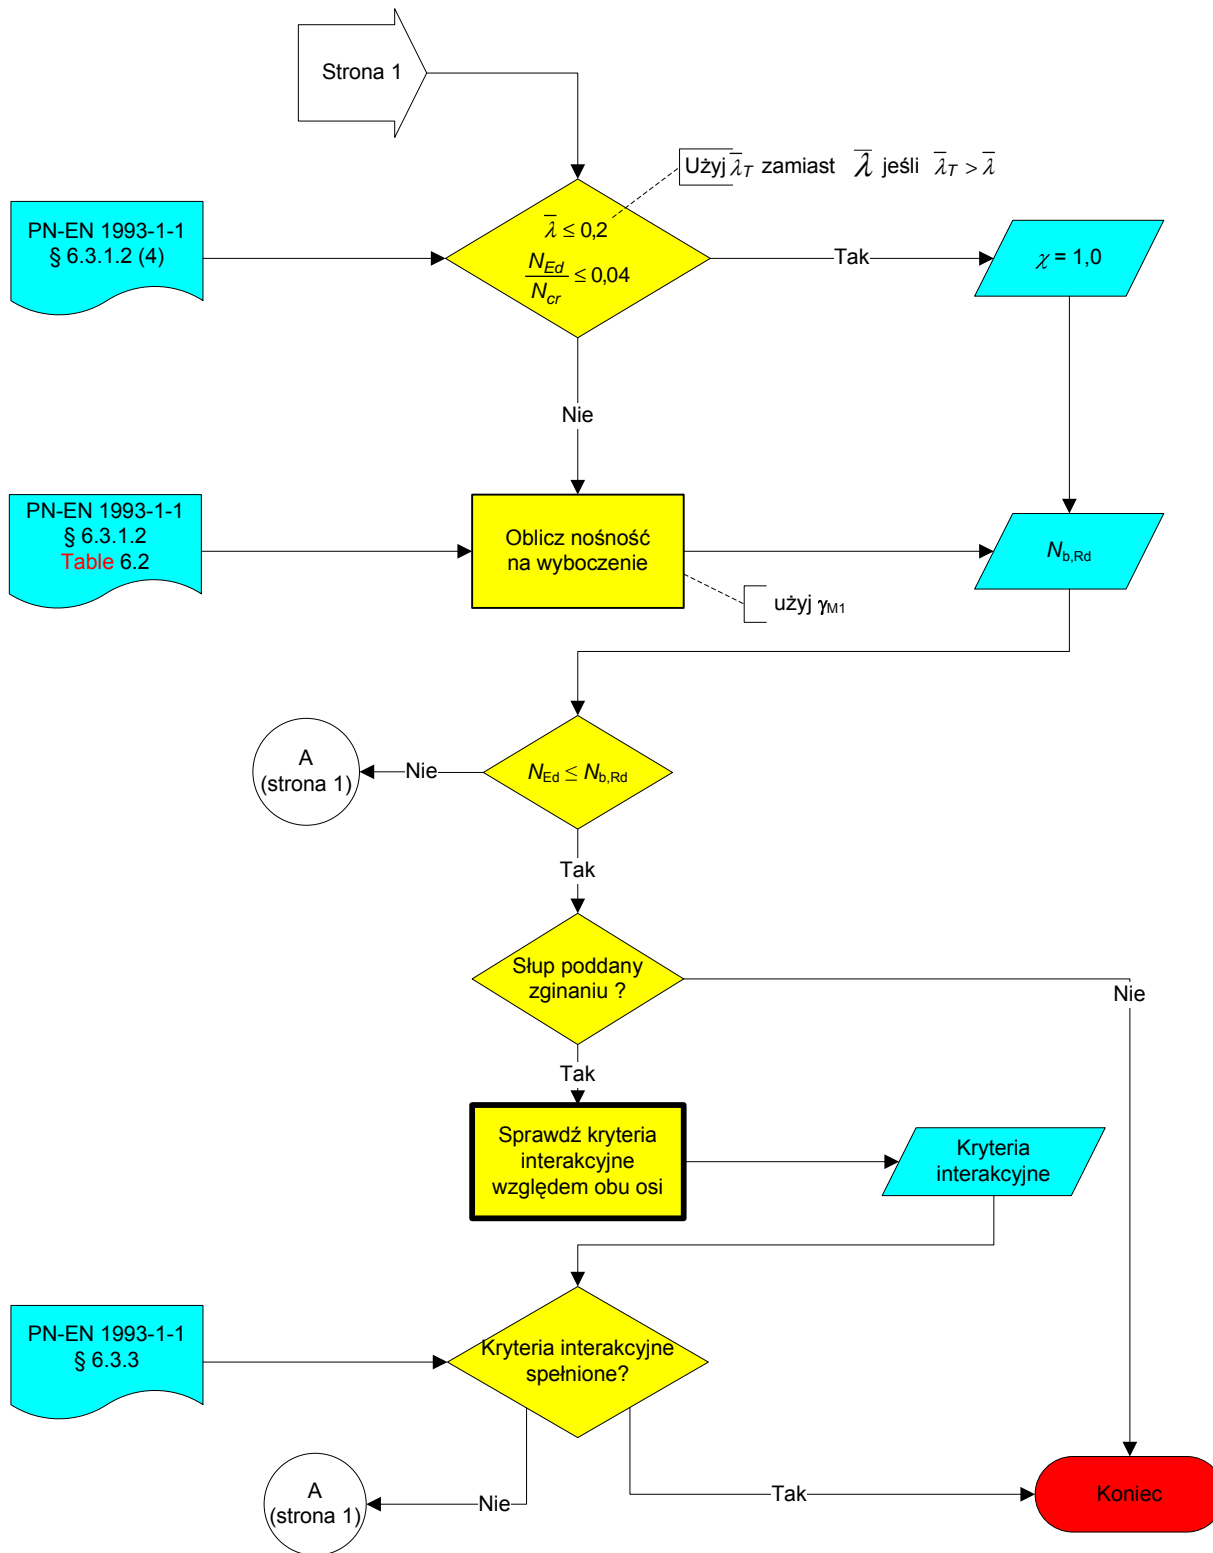 Strona 1
Użyj λ̅T zamiast λ̅ jeśli λ̅T > λ̅
PN-EN 1993-1-1
§ 6.3.1.2 (4)
λ̅ ≤ 0,2
NEd/Ncr ≤ 0,04
Tak
χ = 1,0
Nie
PN-EN 1993-1-1
§ 6.3.1.2
Table 6.2
Oblicz nośność
na wyboczenie
Nb,Rd
użyj γM1
A
(strona 1)
Nie
NEd ≤ Nb,Rd
Tak
Słup poddany
zginaniu ?
Nie
Tak
Sprawdź kryteria
interakcyjne
względem obu osi
Kryteria
interakcyjne
PN-EN 1993-1-1
§ 6.3.3
Kryteria interakcyjne
spełnione?
A
(strona 1)
Nie
Tak
Koniec